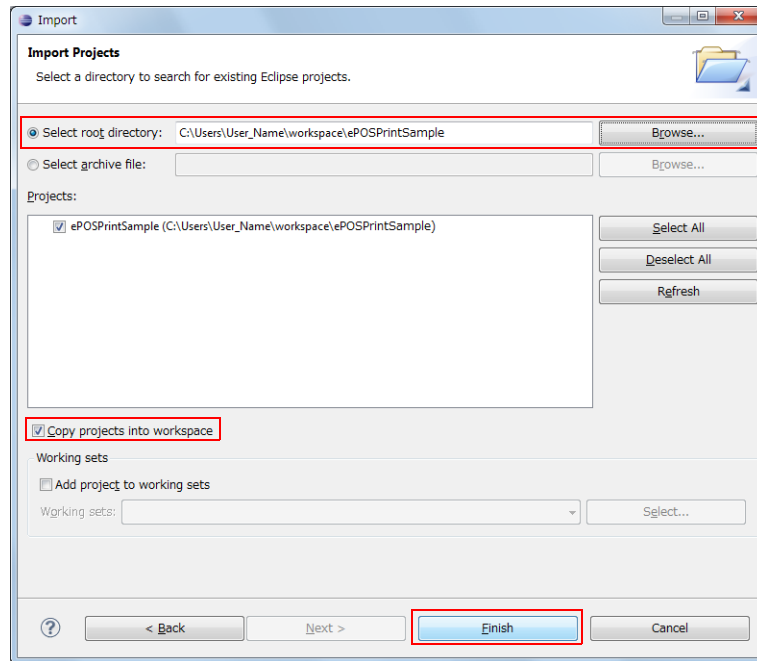 Import
Import Projects
Select a directory to search for existing Eclipse projects.
Select root directory: C:\Users\User_Name\workspace\ePOSPrintSample Browse...
Select archive file: Browse...
Projects:
ePOSPrintSample (C:\Users\User_Name\workspace\ePOSPrintSample)
Select All
Deselect All
Refresh
Copy projects into workspace
Working sets
Add project to working sets
Working sets: Select...
? < Back Next > Finish Cancel